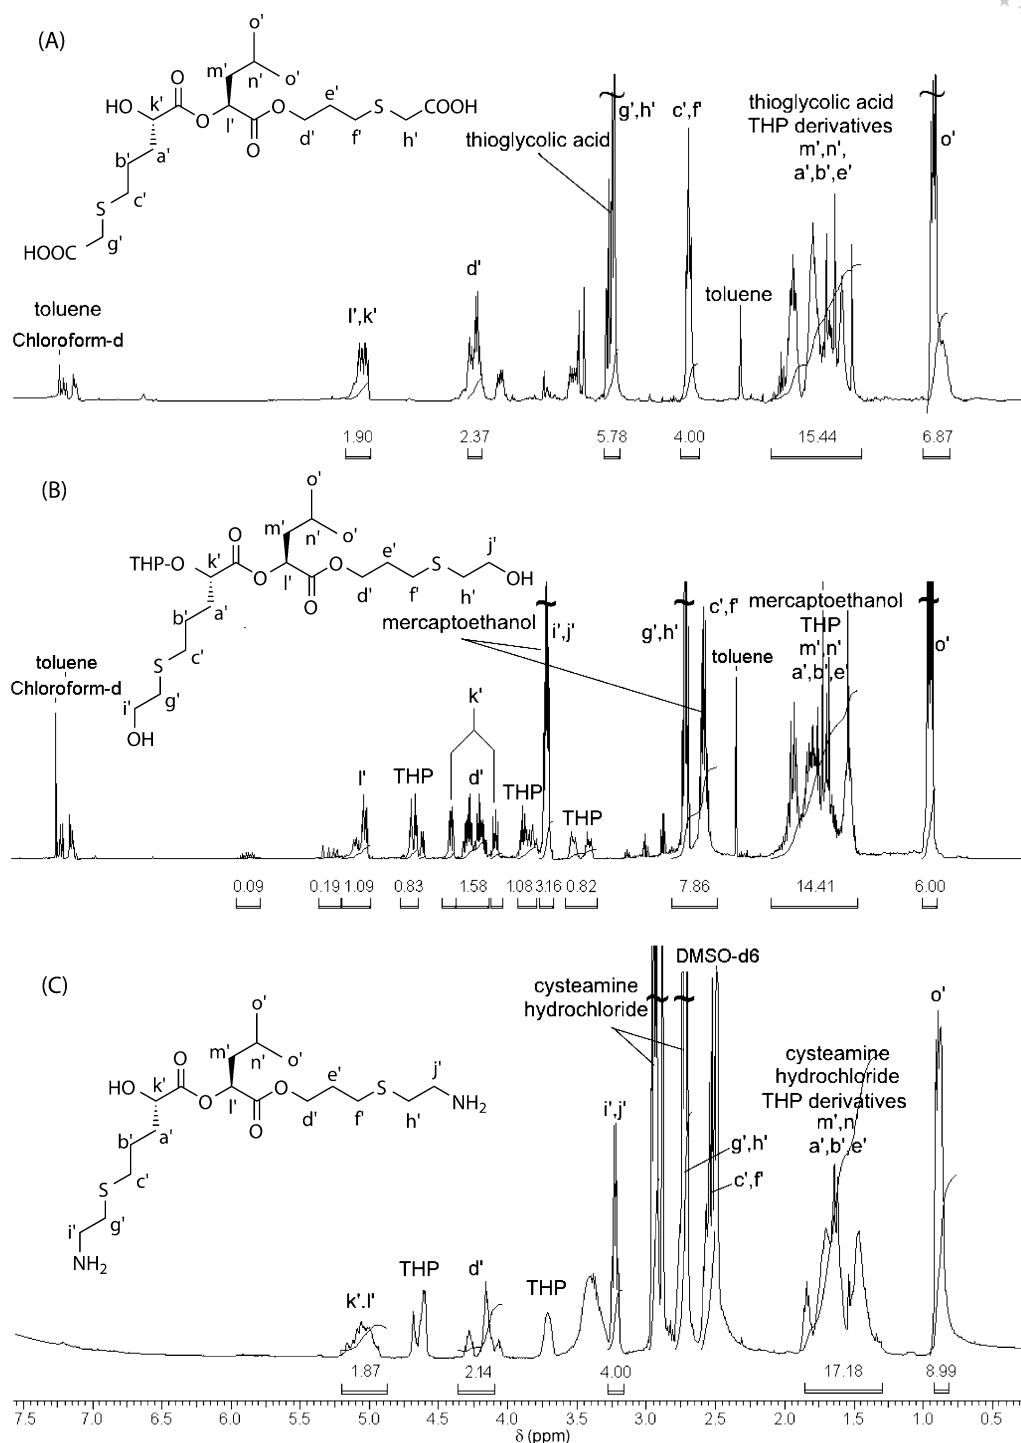 (A)
o'
m'
n'
o'
O
e'
HO
k'
S
COOH
O
l'
O
O
d'
f'
h'
b'
a'
S
c'
HOOC
g'
toluene
Chloroform-d
l',k'
d'
thioglycolic acid
g',h'
c',f'
toluene
thioglycolic acid
THP derivatives
m',n',
a',b',e'
o'
1.90
2.37
5.78
4.00
15.44
6.87
(B)
o'
m'
n'
o'
O
e'
j'
THP-O
k'
S
OH
O
l'
O
O
d'
f'
h'
b'
a'
S
c'
i'
g'
OH
toluene
Chloroform-d
mercaptoethanol
i',j'
g',h'
c',f'
toluene
mercaptoethanol
THP
m',n'
a',b',e'
o'
k'
l'
THP
d'
THP
THP
0.09
0.19
1.09
0.83
1.58
1.08
3.16
0.82
7.86
14.41
6.00
(C)
o'
m'
n'
o'
O
e'
j'
HO
k'
S
NH2
O
l'
O
O
d'
f'
h'
b'
a'
S
c'
i'
g'
NH2
cysteamine
hydrochloride
DMSO-d6
i',j'
g',h'
c',f'
cysteamine
hydrochloride
THP derivatives
m',n'
a',b',e'
o'
k'.l'
THP
d'
THP
1.87
2.14
4.00
17.18
8.99
7.5
7.0
6.5
6.0
5.5
5.0
4.5
4.0
3.5
3.0
2.5
2.0
1.5
1.0
0.5
δ (ppm)